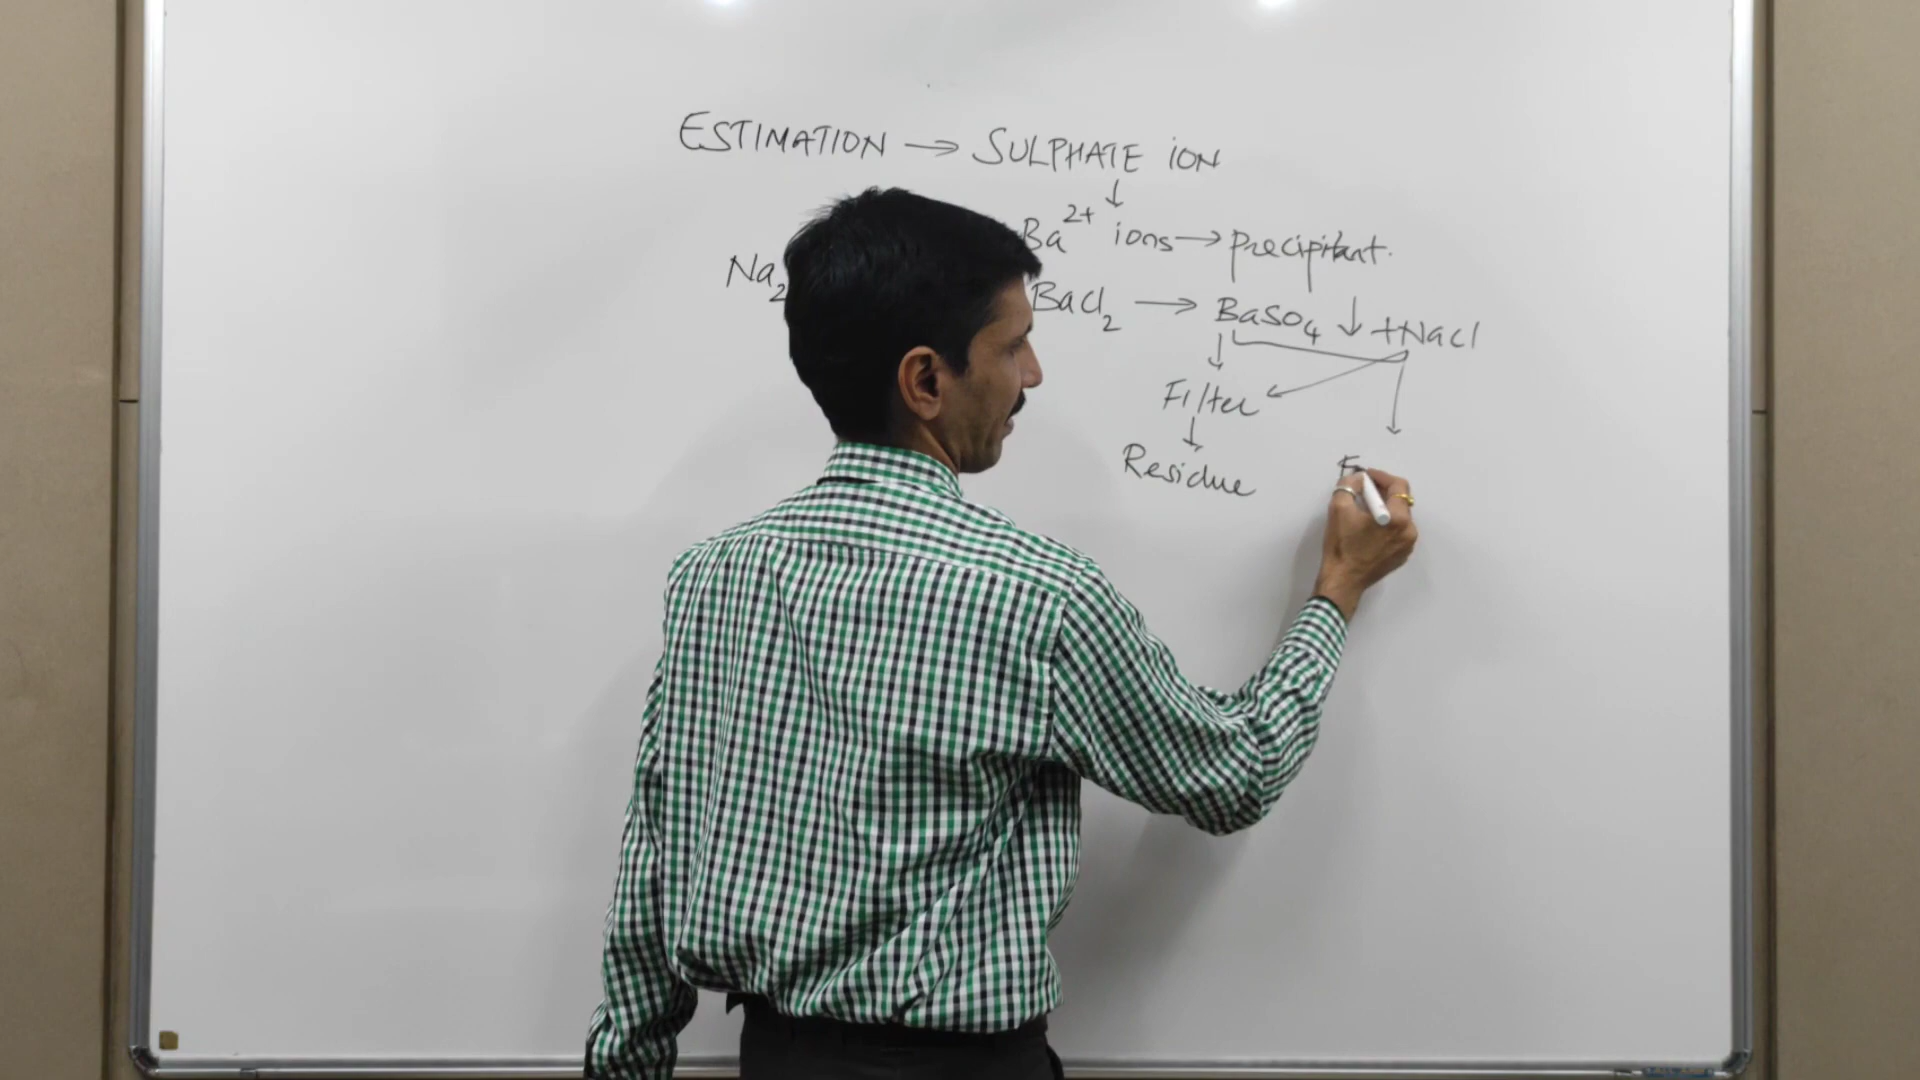 ESTIMATION → SULPHATE ION
↓
Ba2+ ions → Precipitant.
Na2 BaCl2 → BaSO4 ↓ +NaCl
Filter
Residue